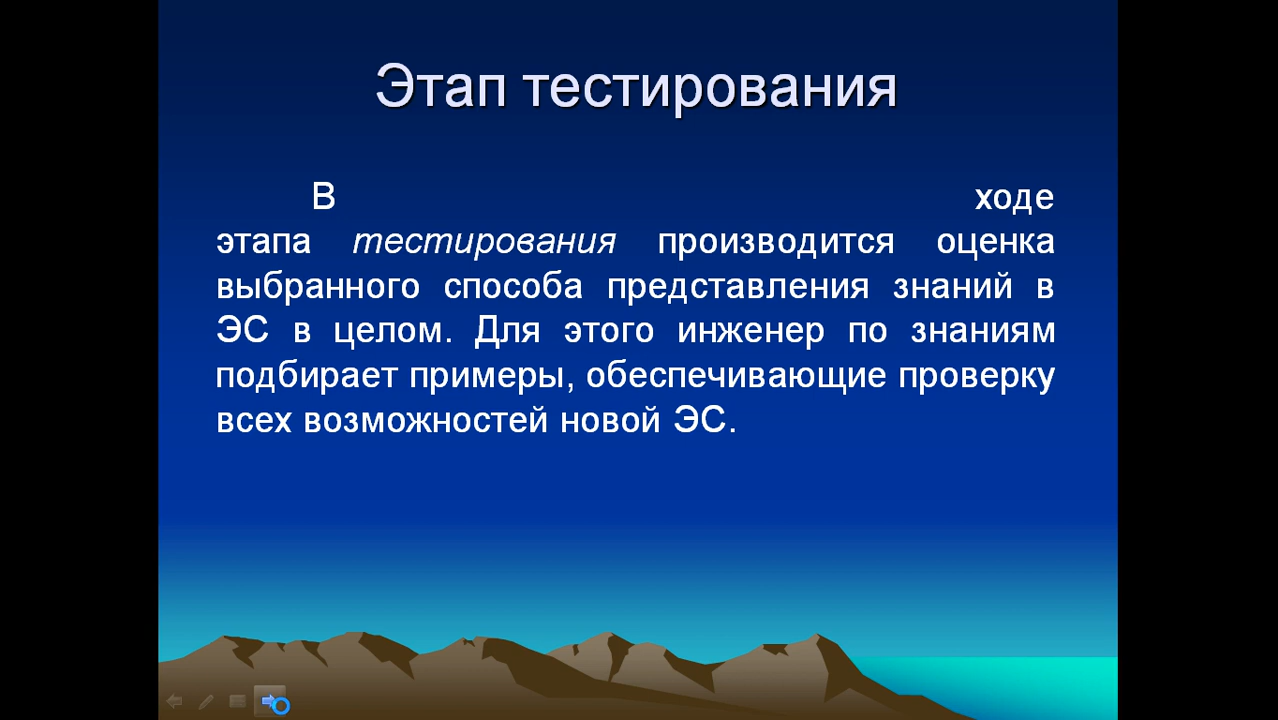 Этап тестирования
В ходе
этапа тестирования производится оценка
выбранного способа представления знаний в
ЭС в целом. Для этого инженер по знаниям
подбирает примеры, обеспечивающие проверку
всех возможностей новой ЭС.